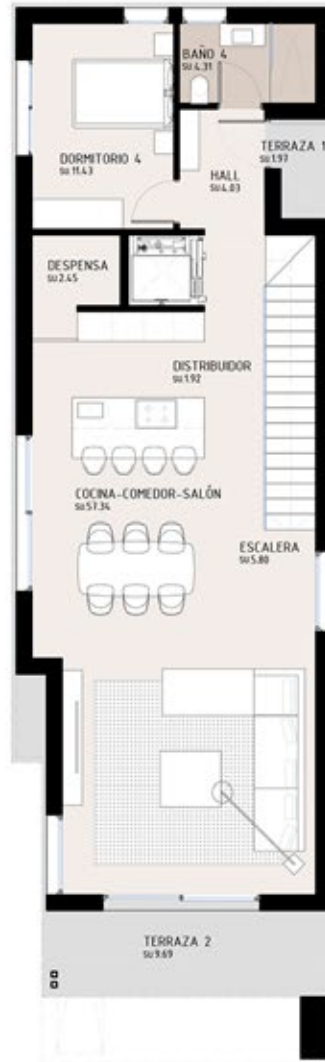 BAÑO 4
SU 4.31
TERRAZA 1
SU 1.97
DORMITORIO 4
SU 11.43
HALL
SU 4.03
DESPENSA
SU 2.45
DISTRIBUIDOR
SU 1.92
COCINA-COMEDOR-SALÓN
SU 57.34
ESCALERA
SU 5.80
TERRAZA 2
SU 9.69